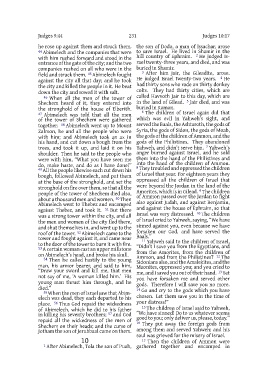 Judges 9:44 231 Judges 10:17
he rose up against them and struck them.
44 Abimelech and the companies that were
with him rushed forward and stood in the
entrance of the gate of the city; and the two
companies rushed on all who were in the
field and struck them. 45 Abimelech fought
against the city all that day; and he took
the city and killed the people in it. He beat
down the city and sowed it with salt.
46 When all the men of the tower of
Shechem heard of it, they entered into
the stronghold of the house of Elberith.
47 Abimelech was told that all the men
of the tower of Shechem were gathered
together. 48 Abimelech went up to Mount
Zalmon, he and all the people who were
with him; and Abimelech took an ax in
his hand, and cut down a bough from the
trees, and took it up, and laid it on his
shoulder. Then he said to the people who
were with him, "What you have seen me
do, make haste, and do as I have done!"
49 All the people likewise each cut down his
bough, followed Abimelech, and put them
at the base of the stronghold, and set the
stronghold on fire over them, so that all the
people of the tower of Shechem died also,
about a thousand men and women. 50 Then
Abimelech went to Thebez and encamped
against Thebez, and took it. 51 But there
was a strong tower within the city, and all
the men and women of the city fled there,
and shut themselves in, and went up to the
roof of the tower. 52 Abimelech came to the
tower and fought against it, and came near
to the door of the tower to burn it with fire.
53 A certain woman cast an upper millstone
on Abimelech's head, and broke his skull.
54 Then he called hastily to the young
man, his armor bearer, and said to him,
"Draw your sword and kill me, that men
not say of me, 'A woman killed him.' His
young man thrust him through, and he
died."
55 When the men of Israel saw that Abim-
elech was dead, they each departed to his
place. 56 Thus God repaid the wickedness
of Abimelech, which he did to his father
in killing his seventy brothers; 57 and God
repaid all the wickedness of the men of
Shechem on their heads; and the curse of
Jotham the son of Jerubbaal came on them.
10
1 After Abimelech, Tola the son of Puah,
the son of Dodo, a man of Issachar, arose
to save Israel. He lived in Shamir in the
hill country of Ephraim. 2 He judged Is-
rael twenty-three years, and died, and was
buried in Shamir.
3 After him Jair, the Gileadite, arose.
He judged Israel twenty-two years. 4 He
had thirty sons who rode on thirty donkey
colts. They had thirty cities, which are
called Havvoth Jair to this day, which are
in the land of Gilead. 5 Jair died, and was
buried in Kamon.
6 The children of Israel again did that
which was evil in Yahweh's sight, and
served the Baals, the Ashtaroth, the gods of
Syria, the gods of Sidon, the gods of Moab,
the gods of the children of Ammon, and the
gods of the Philistines. They abandoned
Yahweh, and didn't serve him. 7 Yahweh's
anger burned against Israel, and he sold
them into the hand of the Philistines and
into the hand of the children of Ammon.
8 They troubled and oppressed the children
of Israel that year. For eighteen years they
oppressed all the children of Israel that
were beyond the Jordan in the land of the
Amorites, which is in Gilead. 9 The children
of Ammon passed over the Jordan to fight
also against Judah, and against Benjamin,
and against the house of Ephraim, so that
Israel was very distressed. 10 The children
of Israel cried to Yahweh, saying, "We have
sinned against you, even because we have
forsaken our God, and have served the
Baals."
11 Yahweh said to the children of Israel,
"Didn't I save you from the Egyptians, and
from the Amorites, from the children of
Ammon, and from the Philistines? 12 The
Sidonians also, and the Amalekites, and the
Maonites, oppressed you; and you cried to
me, and I saved you out of their hand. 13 Yet
you have forsaken me and served other
gods. Therefore I will save you no more.
14 Go and cry to the gods which you have
chosen. Let them save you in the time of
your distress!"
15 The children of Israel said to Yahweh,
"We have sinned! Do to us whatever seems
good to you; only deliver us, please, today."
16 They put away the foreign gods from
among them and served Yahweh; and his
soul was grieved for the misery of Israel.
17 Then the children of Ammon were
gathered together and encamped in